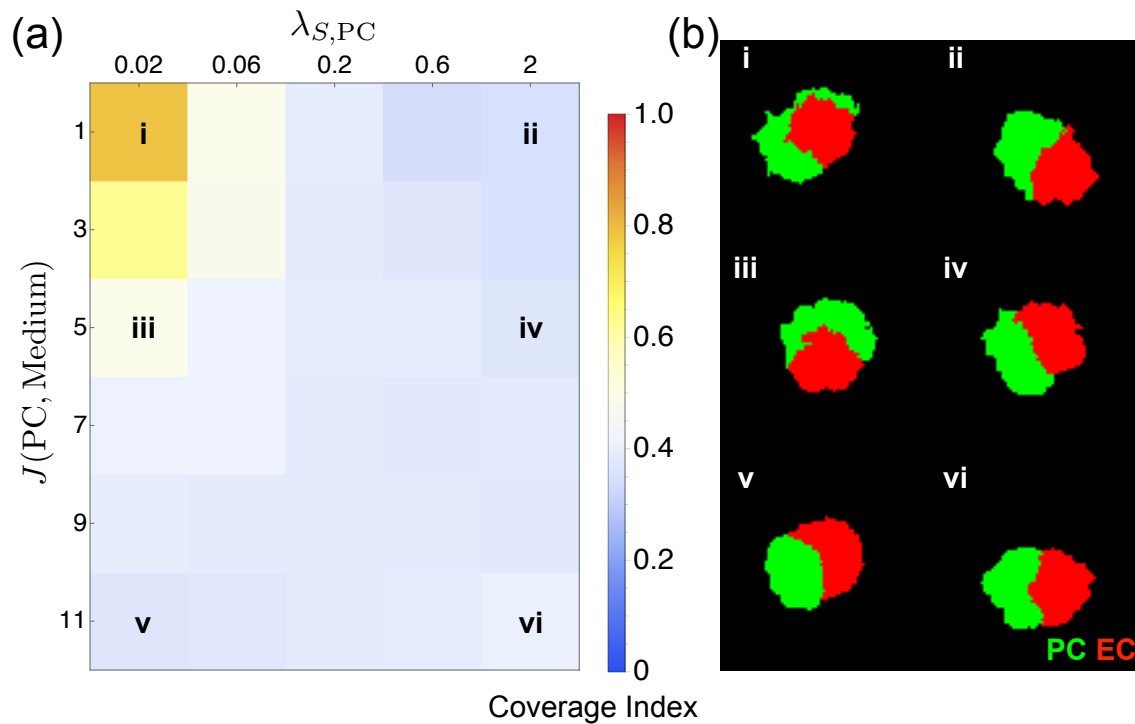 (a)
λS,PC
0.02 0.06 0.2 0.6 2
J(PC, Medium)
1
3
5
7
9
11
i
ii
iii
iv
v
vi
1.0
0.8
0.6
0.4
0.2
0
Coverage Index
(b)
i
ii
iii
iv
v
vi
PC EC